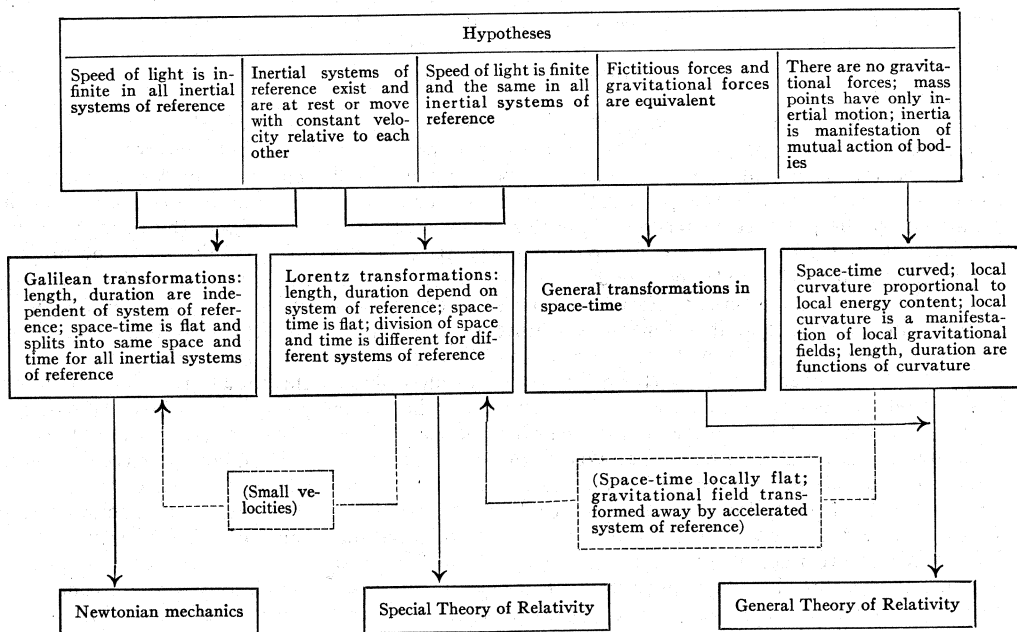 Hypotheses
Speed of light is in-
finite in all inertial
systems of reference
Inertial systems of
reference exist and
are at rest or move
with constant velo-
city relative to each
other
Speed of light is finite
and the same in all
inertial systems of
reference
Fictitious forces and
gravitational forces
are equivalent
There are no gravita-
tional forces; mass
points have only in-
ertial motion; inertia
is manifestation of
mutual action of bod-
ies
Galilean transformations:
length, duration are inde-
pendent of system of refer-
ence; space-time is flat and
splits into same space and
time for all inertial systems
of reference
Lorentz transformations:
length, duration depend on
system of reference; space-
time is flat; division of space
and time is different for dif-
ferent systems of reference
General transformations in
space-time
Space-time curved; local
curvature proportional to
local energy content; local
curvature is a manifesta-
tion of local gravitational
fields; length, duration are
functions of curvature
(Small ve-
locities)
(Space-time locally flat;
gravitational field trans-
formed away by accelerated
system of reference)
Newtonian mechanics
Special Theory of Relativity
General Theory of Relativity